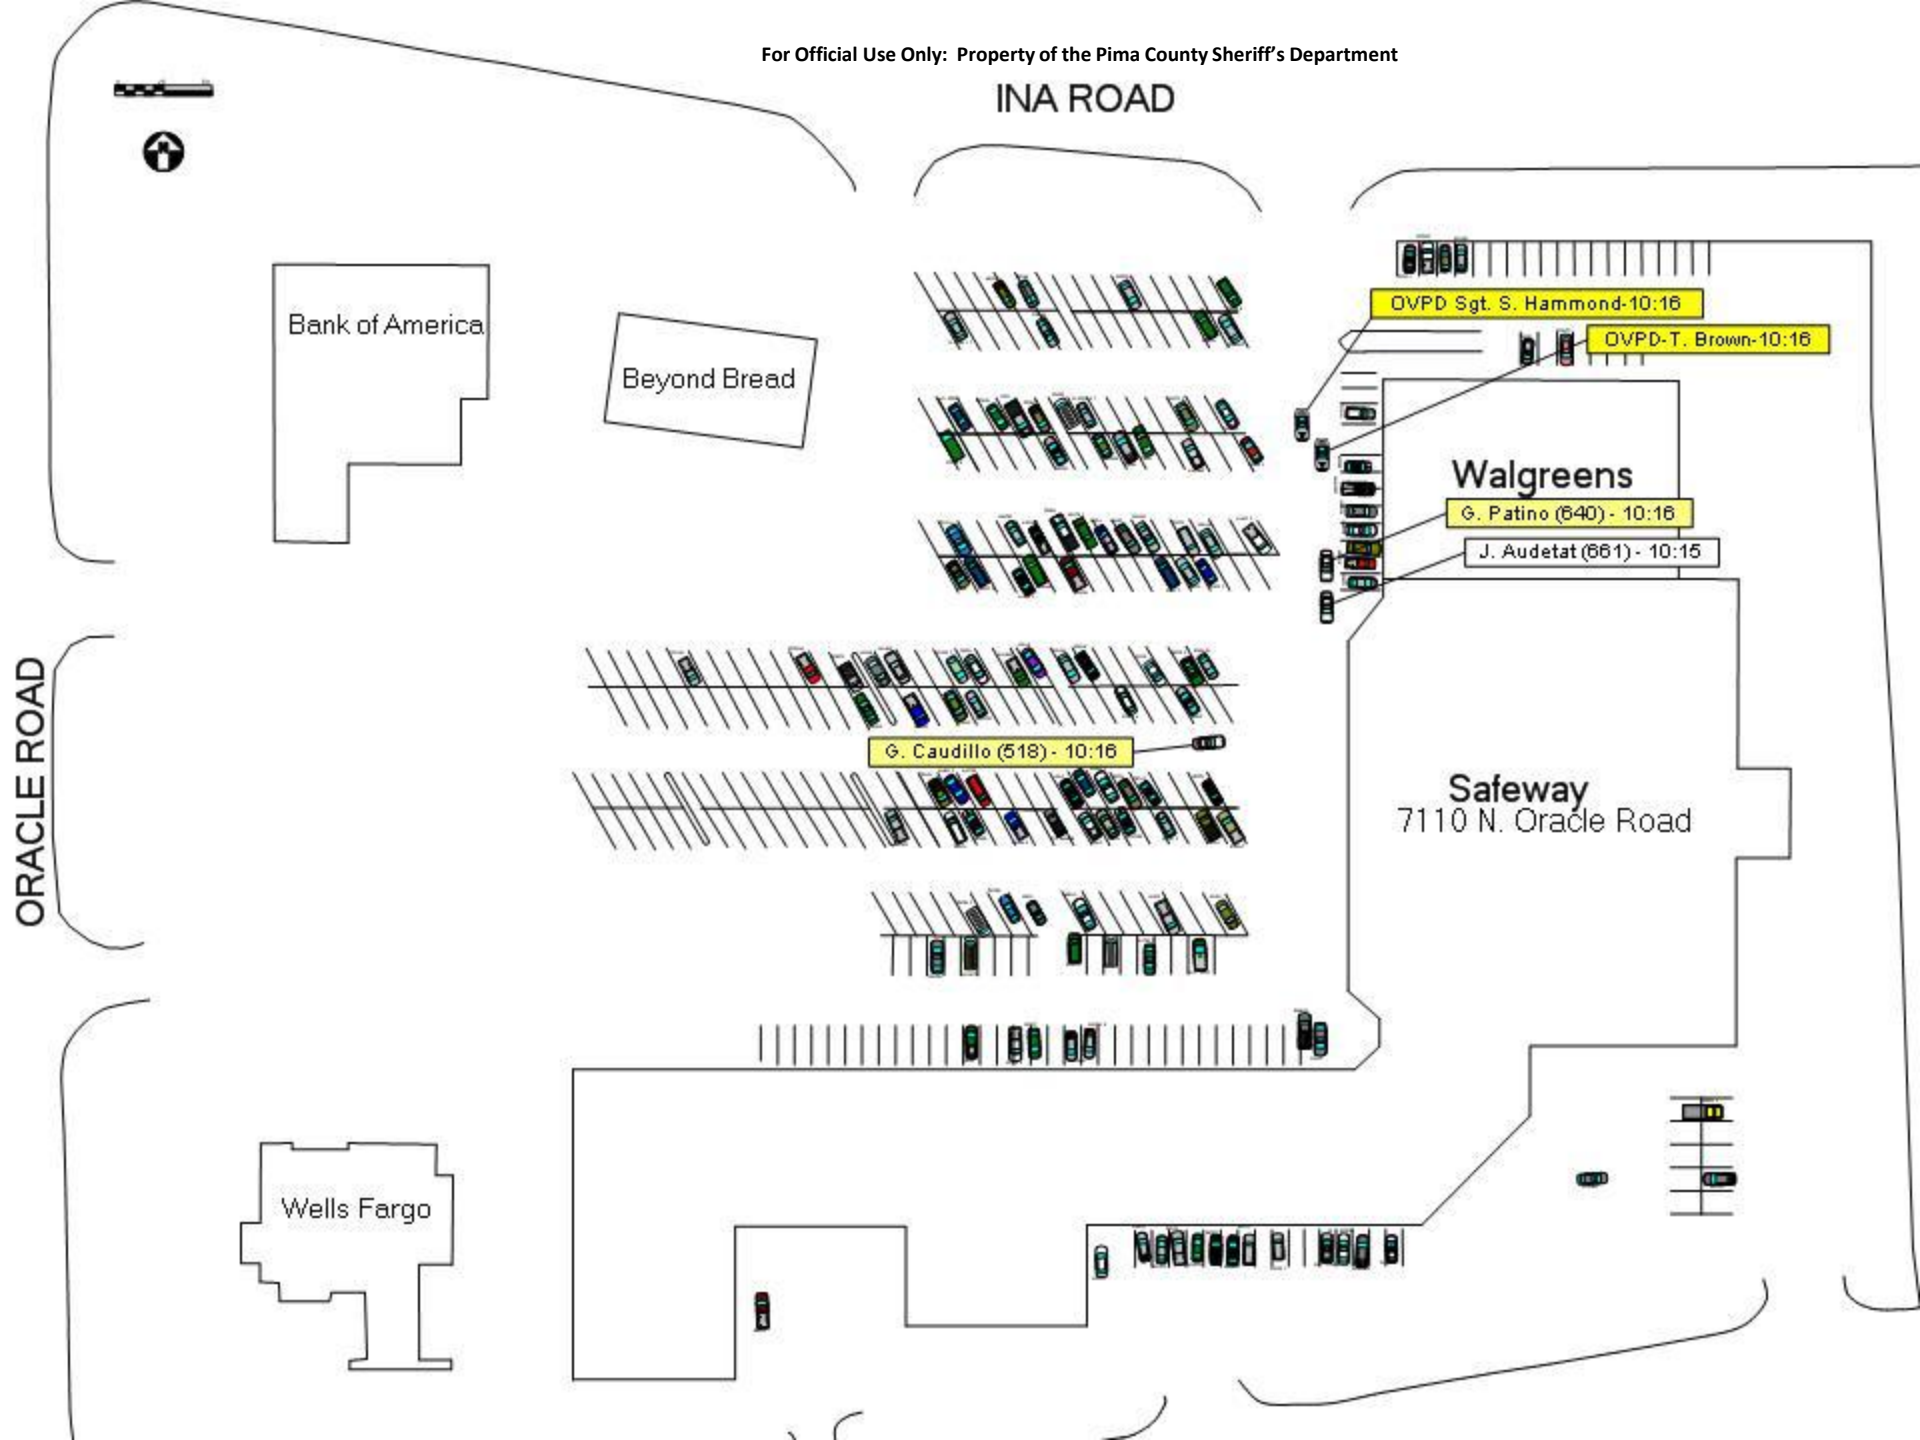 For Official Use Only:  Property of the Pima County Sheriff's Department
INA ROAD
OVPD Sgt. S. Hammond-10:16
Bank of America
OVPD-T. Brown-10:16
Beyond Bread
Walgreens
G. Patino (640) - 10:16
J. Audetat (661) - 10:15
ORACLE ROAD
G. Caudillo (518) - 10:16
Safeway
7110 N. Oracle Road
Wells Fargo